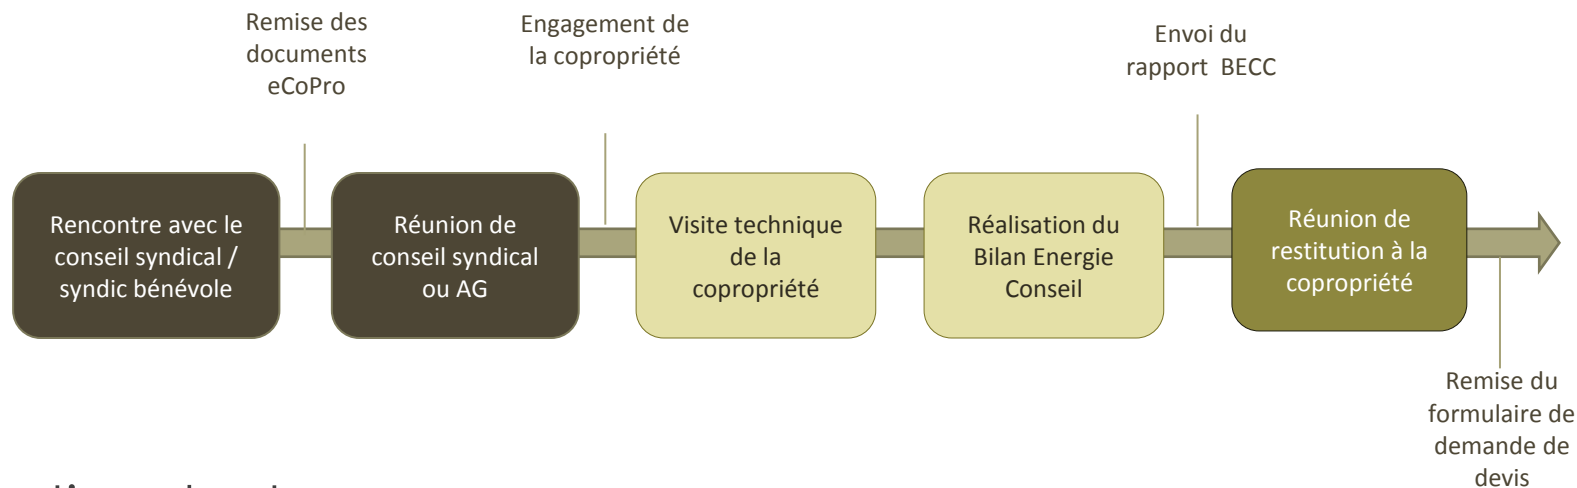 Remise des
documents
eCoPro
Engagement de
la copropriété
Envoi du
rapport BECC
Rencontre avec le
conseil syndical /
syndic bénévole
Réunion de
conseil syndical
ou AG
Visite technique
de la
copropriété
Réalisation du
Bilan Energie
Conseil
Réunion de
restitution à la
copropriété
Remise du
formulaire de
demande de
devis